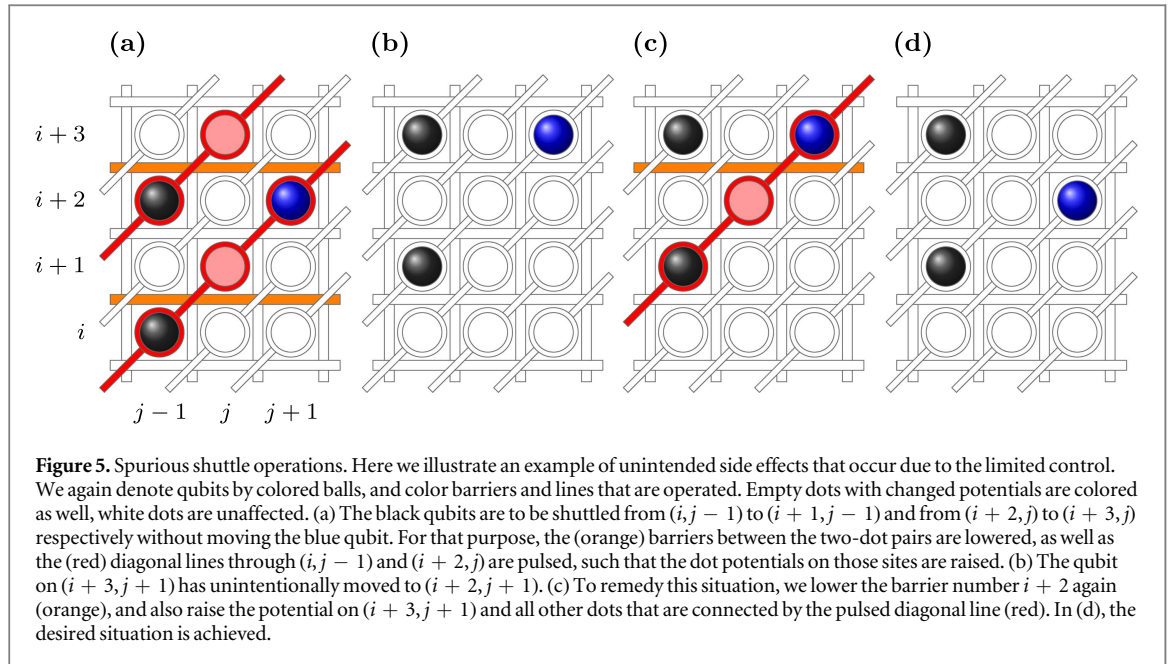 (a) (b) (c) (d)
i + 3
i + 2
i + 1
i
j − 1 j j + 1
Figure 5. Spurious shuttle operations. Here we illustrate an example of unintended side effects that occur due to the limited control.
We again denote qubits by colored balls, and color barriers and lines that are operated. Empty dots with changed potentials are colored
as well, white dots are unaffected. (a) The black qubits are to be shuttled from (i, j − 1) to (i + 1, j − 1) and from (i + 2, j) to (i + 3, j)
respectively without moving the blue qubit. For that purpose, the (orange) barriers between the two-dot pairs are lowered, as well as
the (red) diagonal lines through (i, j − 1) and (i + 2, j) are pulsed, such that the dot potentials on those sites are raised. (b) The qubit
on (i + 3, j + 1) has unintentionally moved to (i + 2, j + 1). (c) To remedy this situation, we lower the barrier number i + 2 again
(orange), and also raise the potential on (i + 3, j + 1) and all other dots that are connected by the pulsed diagonal line (red). In (d), the
desired situation is achieved.